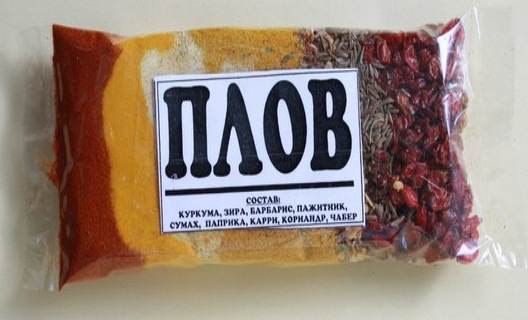 ПЛОВ
СОСТАВ:
КУРКУМА, ЗИРА, БАРБАРИС, ПАЖИТНИК,
СУМАХ, ПАПРИКА, КАРРИ, КОРИАНДР, ЧАБЕР